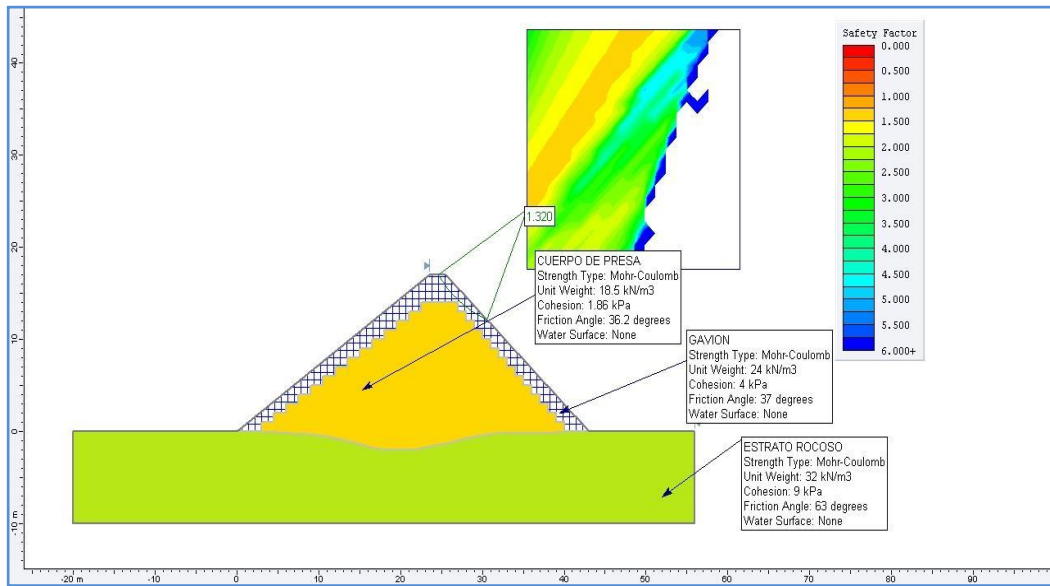 Safety Factor
0.000
0.500
1.000
1.500
2.000
2.500
3.000
3.500
4.000
4.500
5.000
5.500
6.000+
1.320
CUERPO DE PRESA
Strength Type: Mohr-Coulomb
Unit Weight: 18.5 kN/m3
Cohesion: 1.86 kPa
Friction Angle: 36.2 degrees
Water Surface: None
GAVION
Strength Type: Mohr-Coulomb
Unit Weight: 24 kN/m3
Cohesion: 4 kPa
Friction Angle: 37 degrees
Water Surface: None
ESTRATO ROCOSO
Strength Type: Mohr-Coulomb
Unit Weight: 32 kN/m3
Cohesion: 9 kPa
Friction Angle: 63 degrees
Water Surface: None
40
30
20
10
0
-10 m
-20 m -10 0 10 20 30 40 50 60 70 80 90